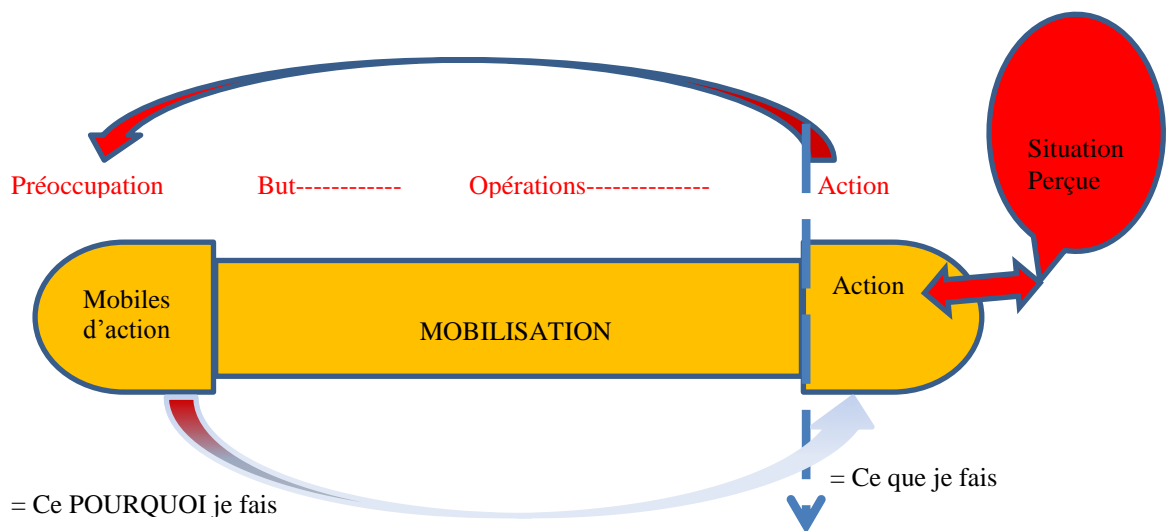 Situation
Perçue
Préoccupation But------------ Opérations-------------- Action
Mobiles
d’action
MOBILISATION
Action
= Ce que je fais
= Ce POURQUOI je fais